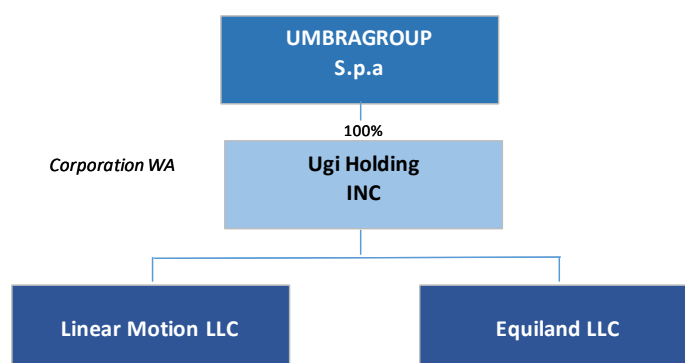 UMBRAGROUP
S.p.a
100%
Corporation WA
Ugi Holding
INC
Linear Motion LLC
Equiland LLC